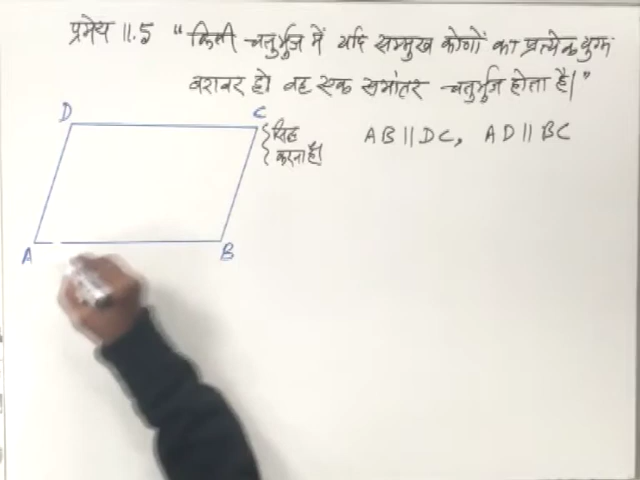 प्रमेय 11.5 "किसी चतुर्भुज में यदि सम्मुख कोणों का प्रत्येक युग्म
बराबर हो वह एक समांतर चतुर्भुज होता है।"
D C
{सिद्ध करना है। AB || DC, AD || BC
A B